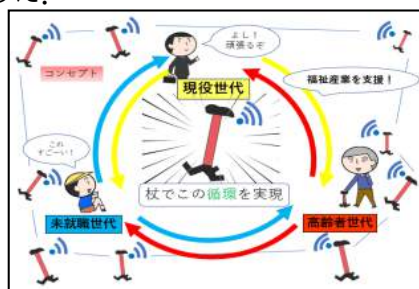 した．
コンセプト
よし！
頑張るぞ
現役世代
福祉産業を支援！
これ
すごーい！
杖でこの循環を実現
未就職世代
高齢者世代